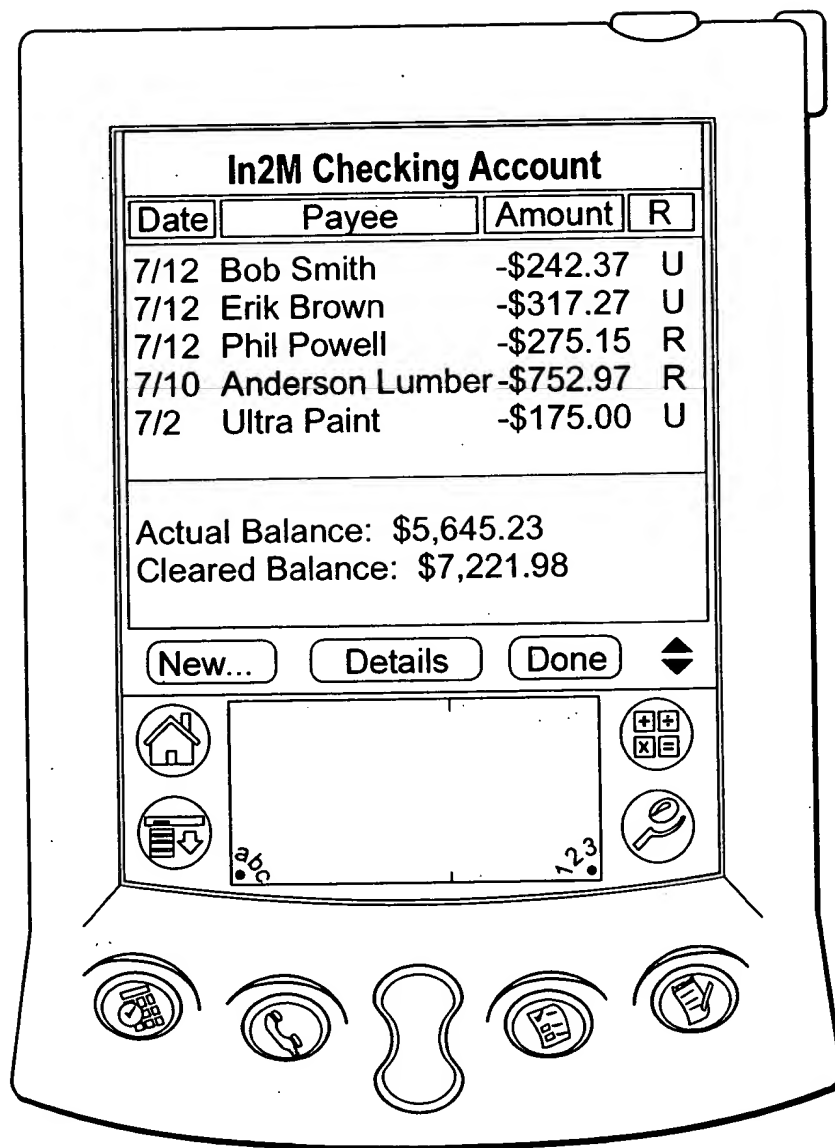 In2M Checking Account
Date Payee Amount R
7/12 Bob Smith -$242.37 U
7/12 Erik Brown -$317.27 U
7/12 Phil Powell -$275.15 R
7/10 Anderson Lumber -$752.97 R
7/2 Ultra Paint -$175.00 U
Actual Balance: $5,645.23
Cleared Balance: $7,221.98
New... Details Done
abc 123